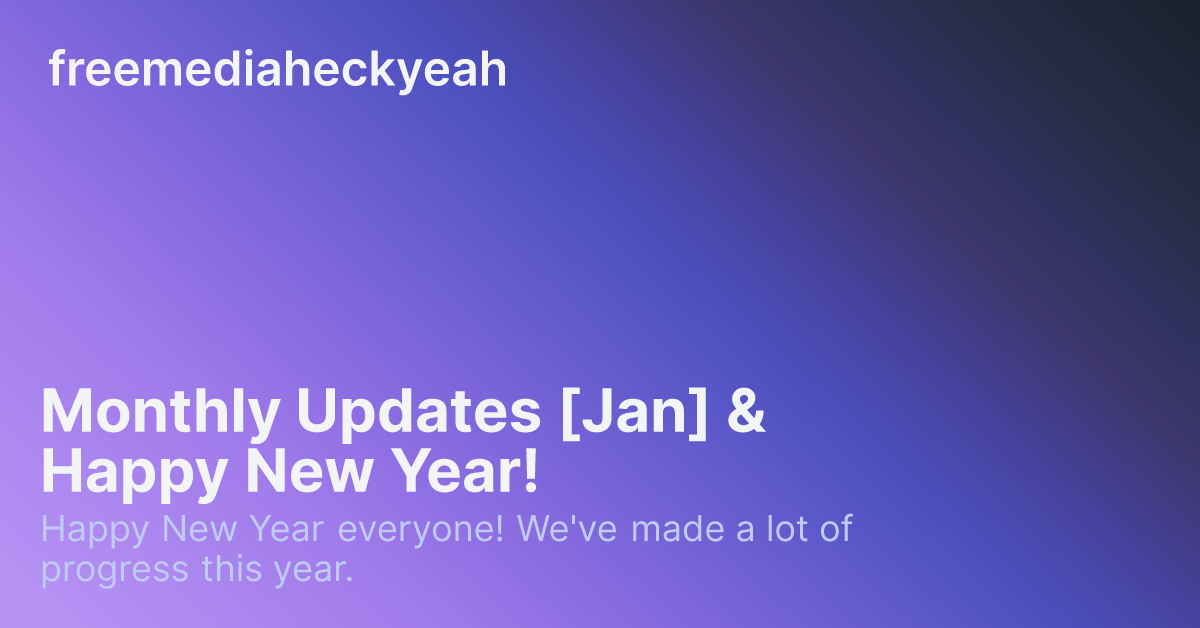 freemediaheckyeah
Monthly Updates [Jan] &
Happy New Year!
Happy New Year everyone! We've made a lot of
progress this year.